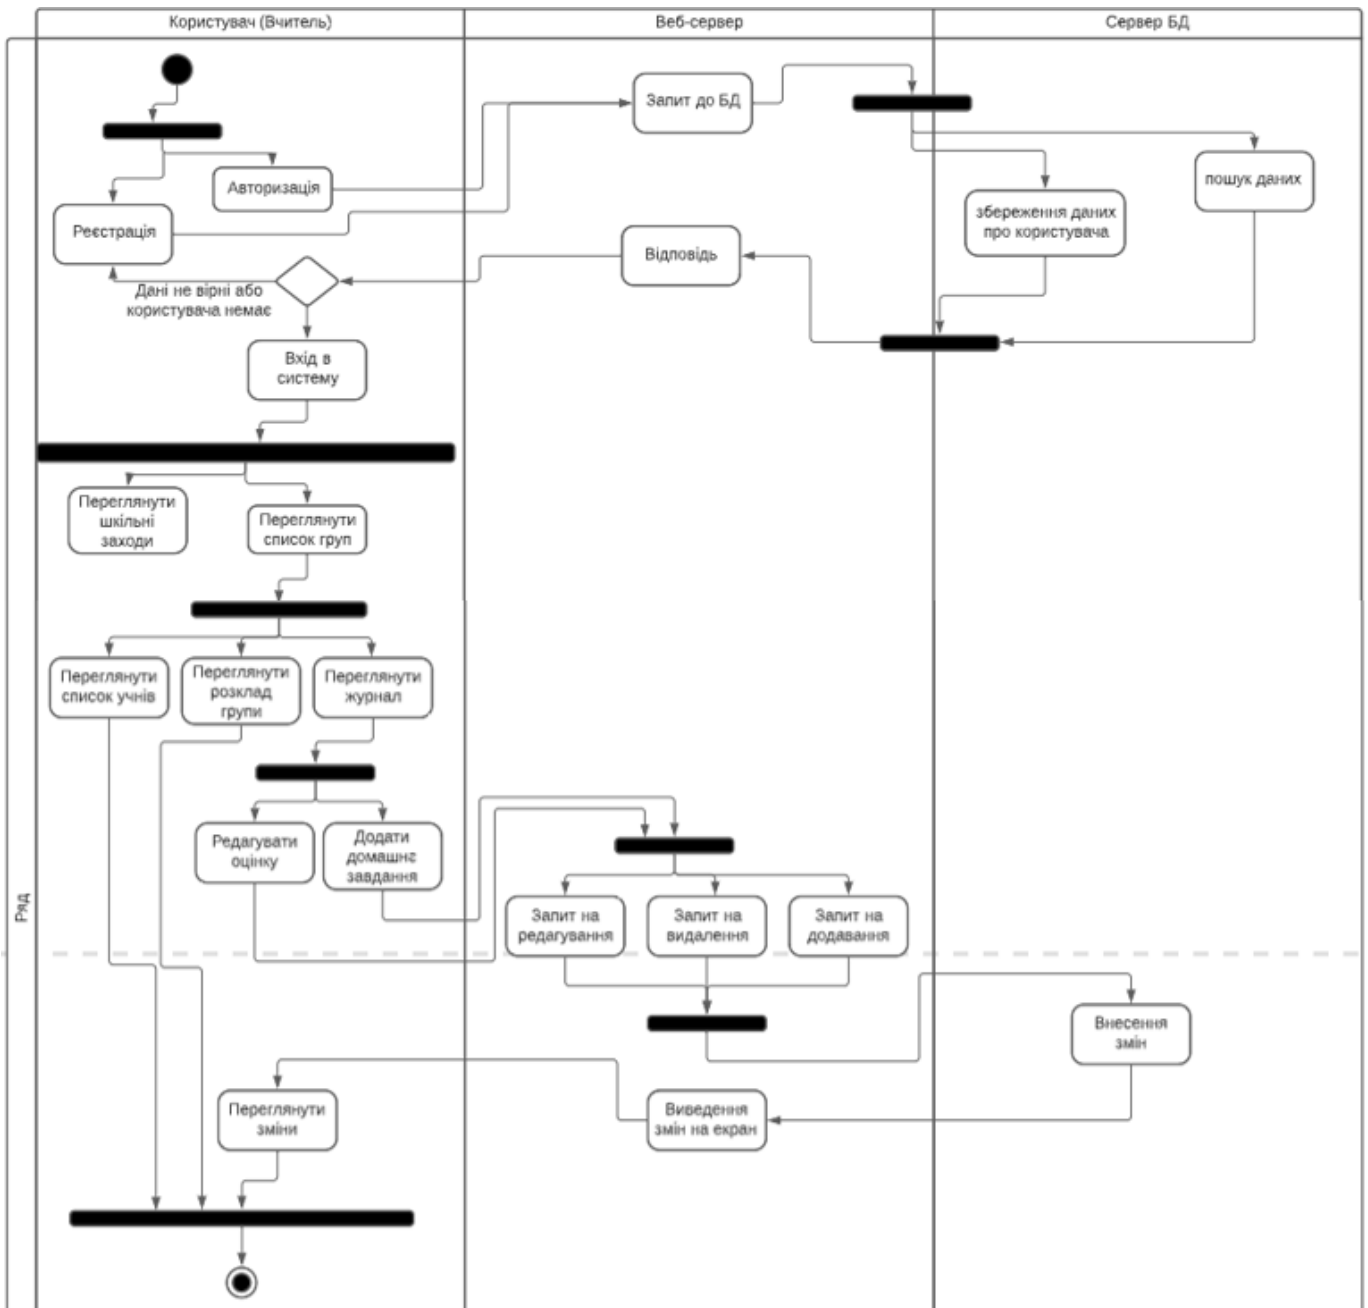 Користувач (Вчитель)
Веб-сервер
Сервер БД
Запит до БД
Авторизація
пошук даних
Реєстрація
збереження даних
про користувача
Відповідь
Дані не вірні або
користувача немає
Вхід в
систему
Переглянути
шкільні
заходи
Переглянути
список груп
Переглянути
список учнів
Переглянути
розклад
групи
Переглянути
журнал
Редагувати
оцінку
Додати
домашнє
завдання
Запит на
редагування
Запит на
видалення
Запит на
додавання
Ряд
Внесення
змін
Переглянути
зміни
Виведення
змін на екран